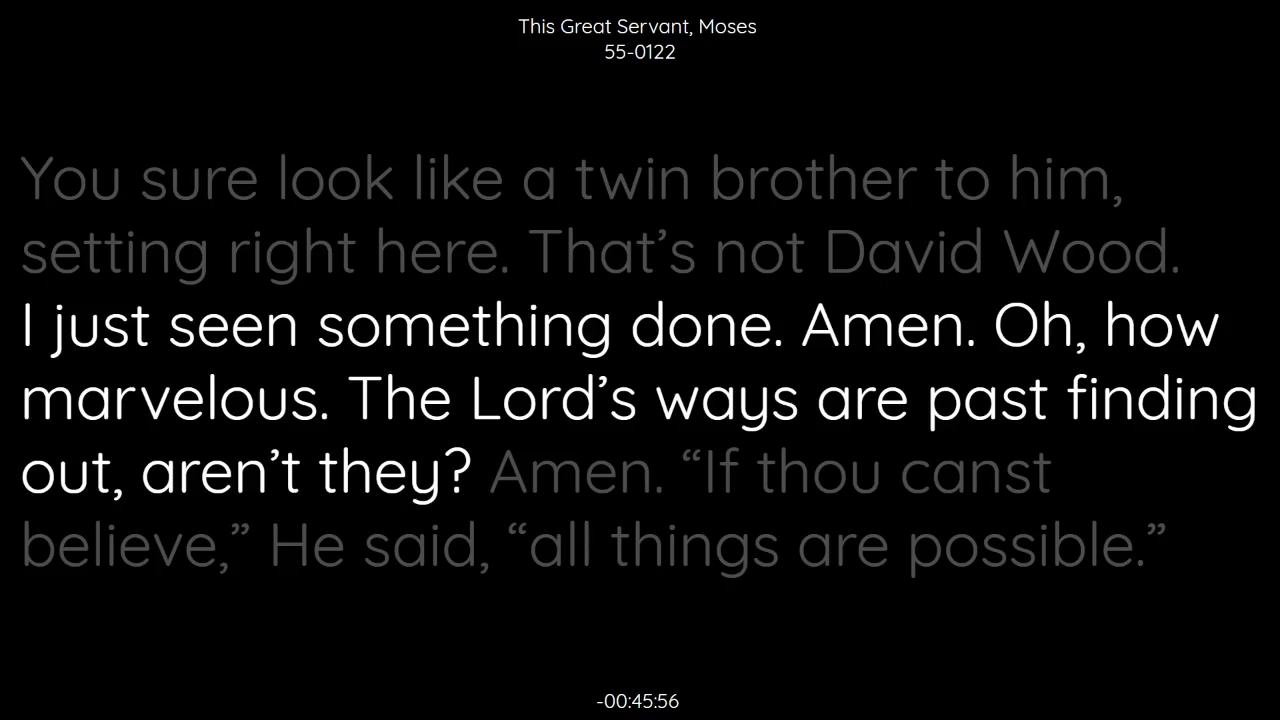 This Great Servant, Moses
55-0122
You sure look like a twin brother to him,
setting right here. That’s not David Wood.
I just seen something done. Amen. Oh, how
marvelous. The Lord’s ways are past finding
out, aren’t they? Amen. “If thou canst
believe,” He said, “all things are possible.”
-00:45:56